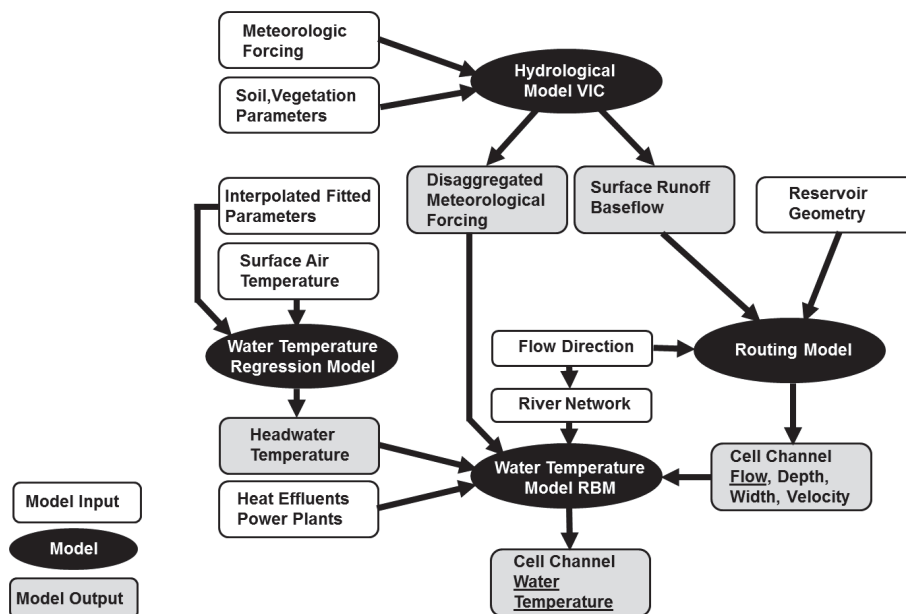 Meteorologic
Forcing
Soil,Vegetation
Parameters
Hydrological
Model VIC
Interpolated Fitted
Parameters
Disaggregated
Meteorological
Forcing
Surface Runoff
Baseflow
Reservoir
Geometry
Surface Air
Temperature
Water Temperature
Regression Model
Flow Direction
Routing Model
River Network
Headwater
Temperature
Water Temperature
Model RBM
Cell Channel
Flow, Depth,
Width, Velocity
Heat Effluents
Power Plants
Cell Channel
Water
Temperature
Model Input
Model
Model Output